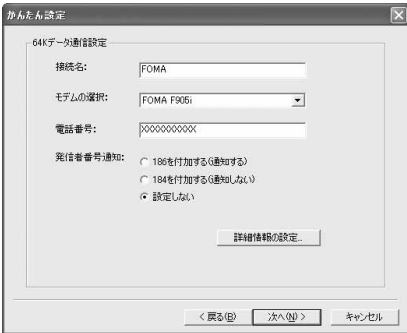 かんたん設定
64Kデータ通信設定
接続名: FOMA
モデムの選択: FOMA F905i
電話番号: XXXXXXXXXX
発信者番号通知: 186を付加する(通知する)
184を付加する(通知しない)
設定しない
詳細情報の設定...
< 戻る(B) 次へ(N) > キャンセル